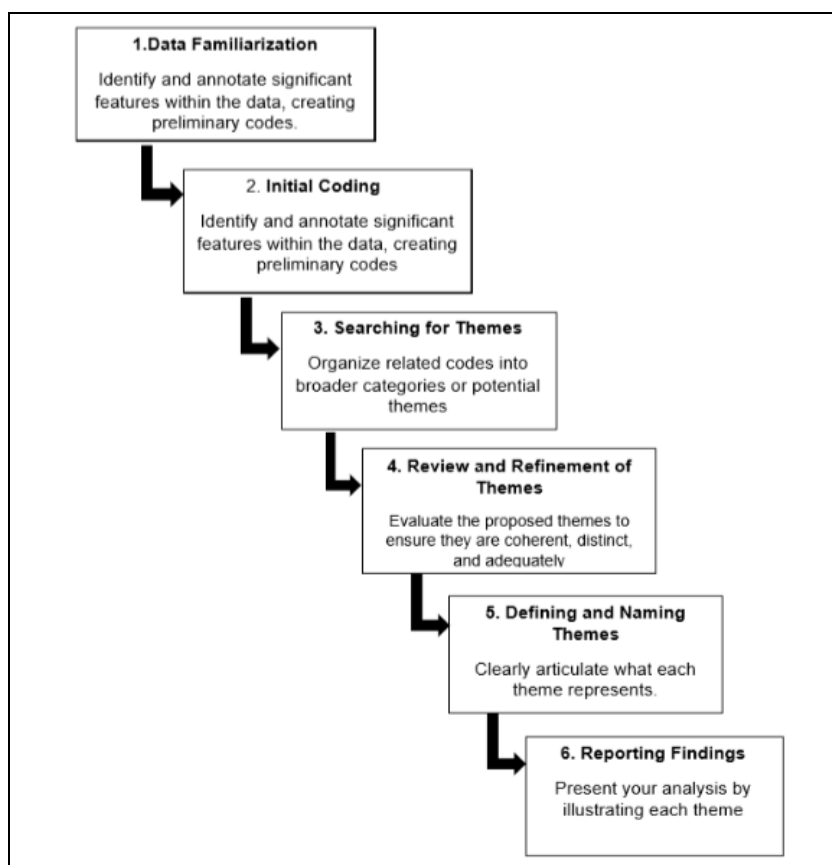 1.Data Familiarization
Identify and annotate significant
features within the data, creating
preliminary codes.
2. Initial Coding
Identify and annotate significant
features within the data, creating
preliminary codes
3. Searching for Themes
Organize related codes into
broader categories or potential
themes
4. Review and Refinement of
Themes
Evaluate the proposed themes to
ensure they are coherent, distinct,
and adequately
5. Defining and Naming
Themes
Clearly articulate what each
theme represents.
6. Reporting Findings
Present your analysis by
illustrating each theme